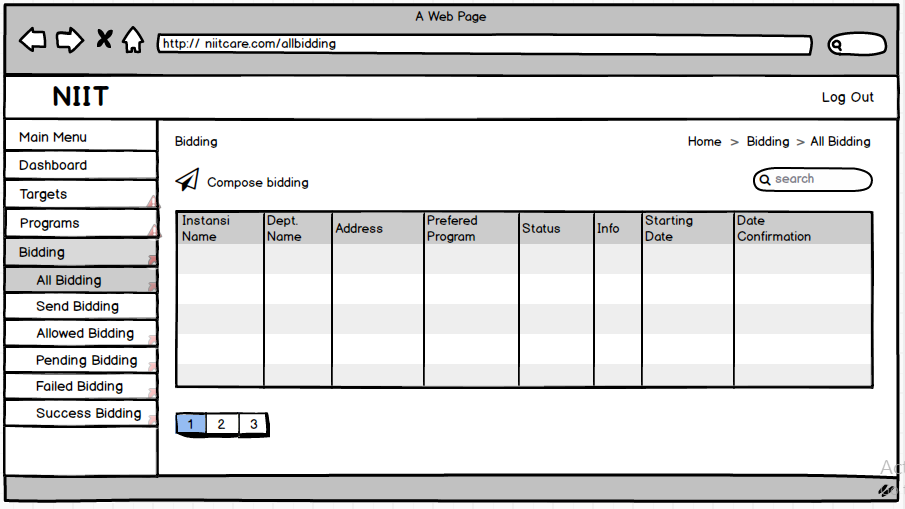 A Web Page
http:// niitcare.com/allbidding
NIIT
Log Out
Main Menu
Dashboard
Targets
Programs
Bidding
All Bidding
Send Bidding
Allowed Bidding
Pending Bidding
Failed Bidding
Success Bidding
Bidding
Home > Bidding > All Bidding
Compose bidding
search
Instansi
Name
Dept.
Name
Address
Prefered
Program
Status
Info
Starting
Date
Date
Confirmation
1 2 3